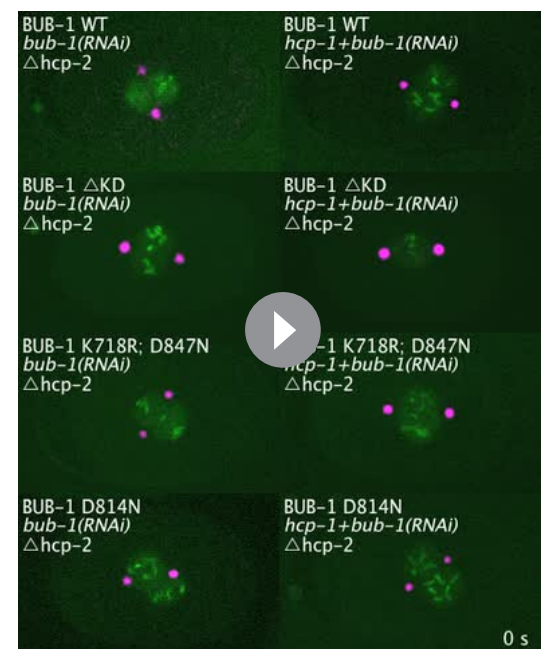 BUB-1 WT
bub-1(RNAi)
△hcp-2
BUB-1 WT
hcp-1+bub-1(RNAi)
△hcp-2
BUB-1 △KD
bub-1(RNAi)
△hcp-2
BUB-1 △KD
hcp-1+bub-1(RNAi)
△hcp-2
BUB-1 K718R; D847N
bub-1(RNAi)
△hcp-2
-1 K718R; D847N
hcp-1+bub-1(RNAi)
△hcp-2
BUB-1 D814N
bub-1(RNAi)
△hcp-2
BUB-1 D814N
hcp-1+bub-1(RNAi)
△hcp-2
0 s